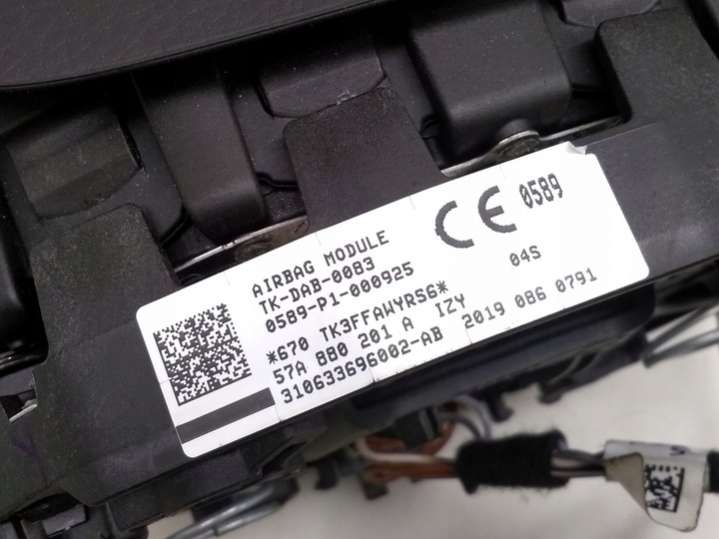 AIRBAG MODULE
TK-DAB-0083
0589-P1-000925
CE 0589
04S
*670 TK3FFAWYRS6*
57A 880 201 A IZY
310633696002-AB 2019 086 0791